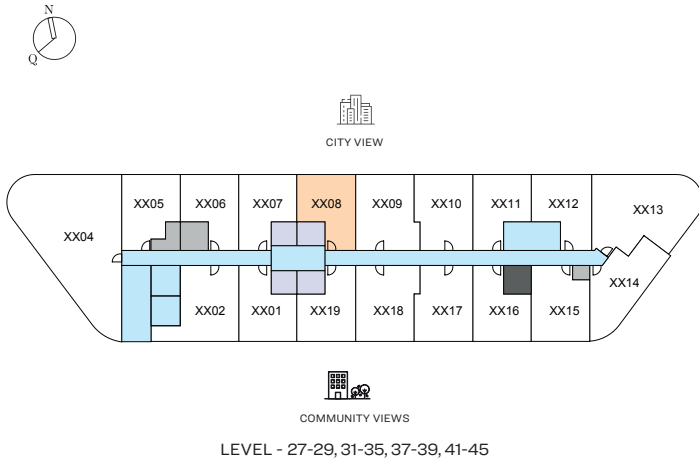 N
Q
CITY VIEW
XX05 XX06 XX07 XX08 XX09 XX10 XX11 XX12
XX04 XX13
XX14
XX02 XX01 XX19 XX18 XX17 XX16 XX15
COMMUNITY VIEWS
LEVEL - 27-29, 31-35, 37-39, 41-45